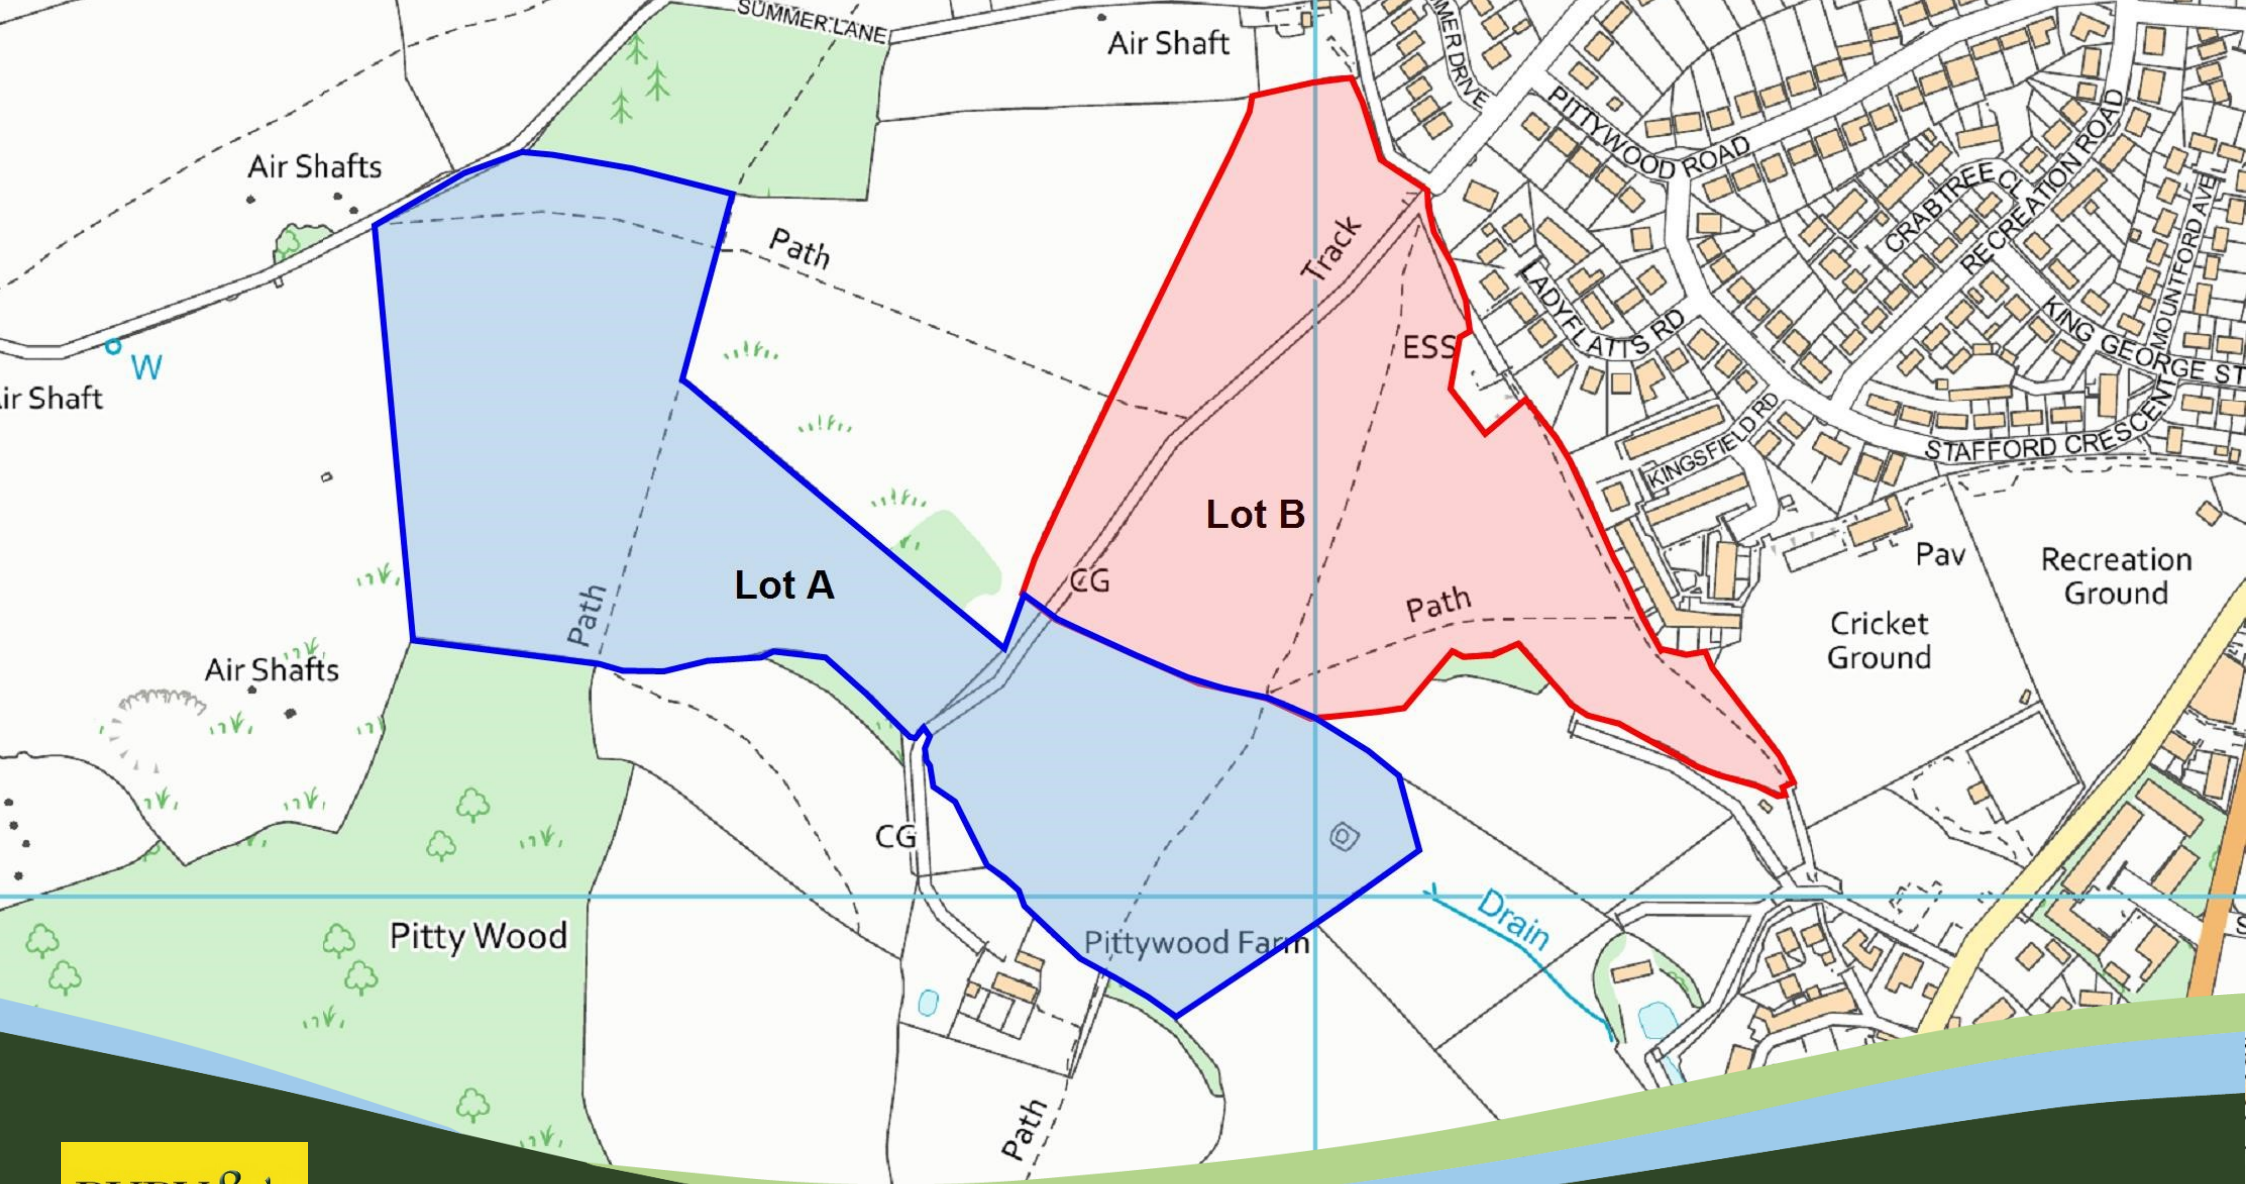 SUMMER LANE
Air Shaft
PITTYWOOD ROAD
Air Shafts
CRABTREE CL
RECREATION ROAD
MOUNTFORD AVE
Path
Track
LADYFLATTS RD
KING GEORGE ST
W
ESS
Air Shaft
KINGSFIELD RD
STAFFORD CRESCENT
Lot B
Pav
Recreation
Ground
CG
Lot A
Path
Path
Cricket
Ground
Air Shafts
CG
Drain
Pitty Wood
Pittywood Farm
Path